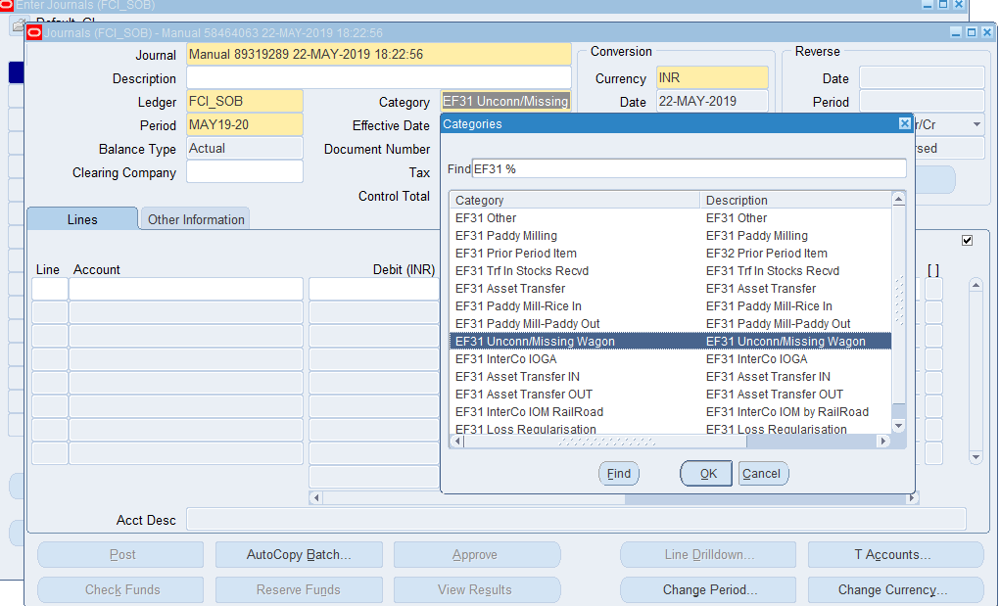 Enter Journals (FCI_SOB)
Journals (FCI_SOB) - Manual 58464063 22-MAY-2019 18:22:56
Journal Manual 89319289 22-MAY-2019 18:22:56
Description
Ledger FCI_SOB
Period MAY19-20
Balance Type Actual
Clearing Company
Category EF31 Unconn/Missing
Effective Date
Document Number
Tax
Control Total
Conversion
Currency INR
Date 22-MAY-2019
Reverse
Date
Period
r/Cr
rsed
Categories
Find EF31 %
Category Description
EF31 Other EF31 Other
EF31 Paddy Milling EF31 Paddy Milling
EF31 Prior Period Item EF32 Prior Period Item
EF31 Trf In Stocks Recvd EF31 Trf In Stocks Recvd
EF31 Asset Transfer EF31 Asset Transfer
EF31 Paddy Mill-Rice In EF31 Paddy Mill-Rice In
EF31 Paddy Mill-Paddy Out EF31 Paddy Mill-Paddy Out
EF31 Unconn/Missing Wagon EF31 Unconn/Missing Wagon
EF31 InterCo IOGA EF31 InterCo IOGA
EF31 Asset Transfer IN EF31 Asset Transfer IN
EF31 Asset Transfer OUT EF31 Asset Transfer OUT
EF31 InterCo IOM RailRoad EF31 InterCo IOM by RailRoad
EF31 Loss Regularisation EF31 Loss Regularisation
Find OK Cancel
Lines Other Information
Line Account Debit (INR) [ ]
Acct Desc
Post AutoCopy Batch... Approve Line Drilldown... T Accounts...
Check Funds Reserve Funds View Results Change Period... Change Currency...